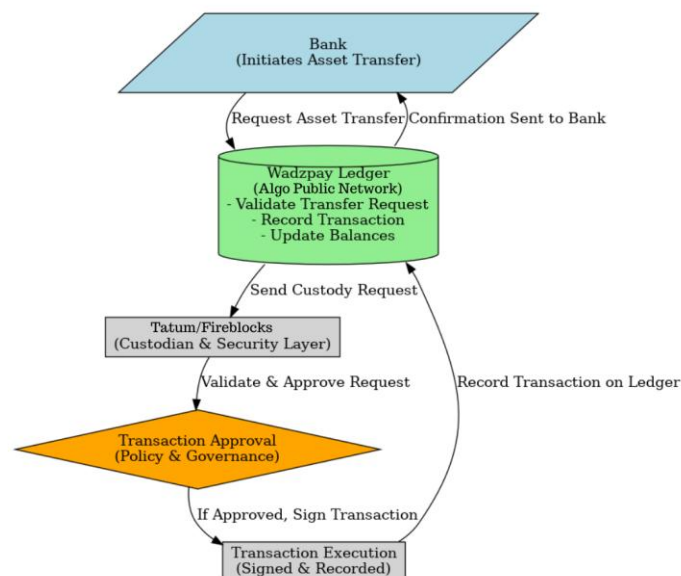 Bank
(Initiates Asset Transfer)
Request Asset Transfer
Confirmation Sent to Bank
Wadzpay Ledger
(Algo Public Network)
- Validate Transfer Request
- Record Transaction
- Update Balances
Send Custody Request
Tatum/Fireblocks
(Custodian & Security Layer)
Validate & Approve Request
Record Transaction on Ledger
Transaction Approval
(Policy & Governance)
If Approved, Sign Transaction
Transaction Execution
(Signed & Recorded)